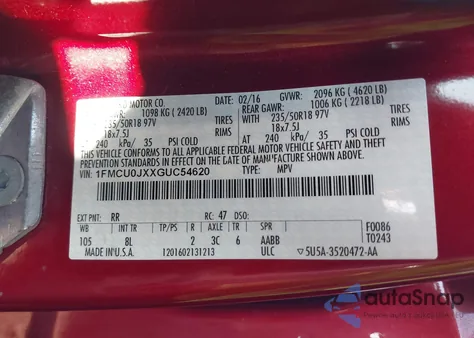 MOTOR CO. 02/16 GVWR: 2096 KG ( 4620 LB)
1098 KG ( 2420 LB) REAR GAWR: 1006 KG ( 2218 LB)
235/50R18 97V TIRES WITH 235/50R18 97V TIRES
18x7.5J RIMS 18x7.5J RIMS
AT 240 kPa/ 35 PSI COLD AT 240 kPa/ 35 PSI COLD
THIS VEHICLE CONFORMS TO ALL APPLICABLE FEDERAL MOTOR VEHICLE SAFETY, BUMPER, AND THEFT
PREVENTION STANDARDS IN EFFECT ON THE DATE OF MANUFACTURE SHOWN ABOVE.
VIN: 1FMCU0JXXGUC54620 TYPE: MPV
EXT PNT: RR RC: 47 DSO: F0086
WB INT TR TP/PS R AXLE TR SPR T0243
105 8L 2 3C 6 AABB
1201602131213 ULC 5U5A-3520472-AA
autoSnap